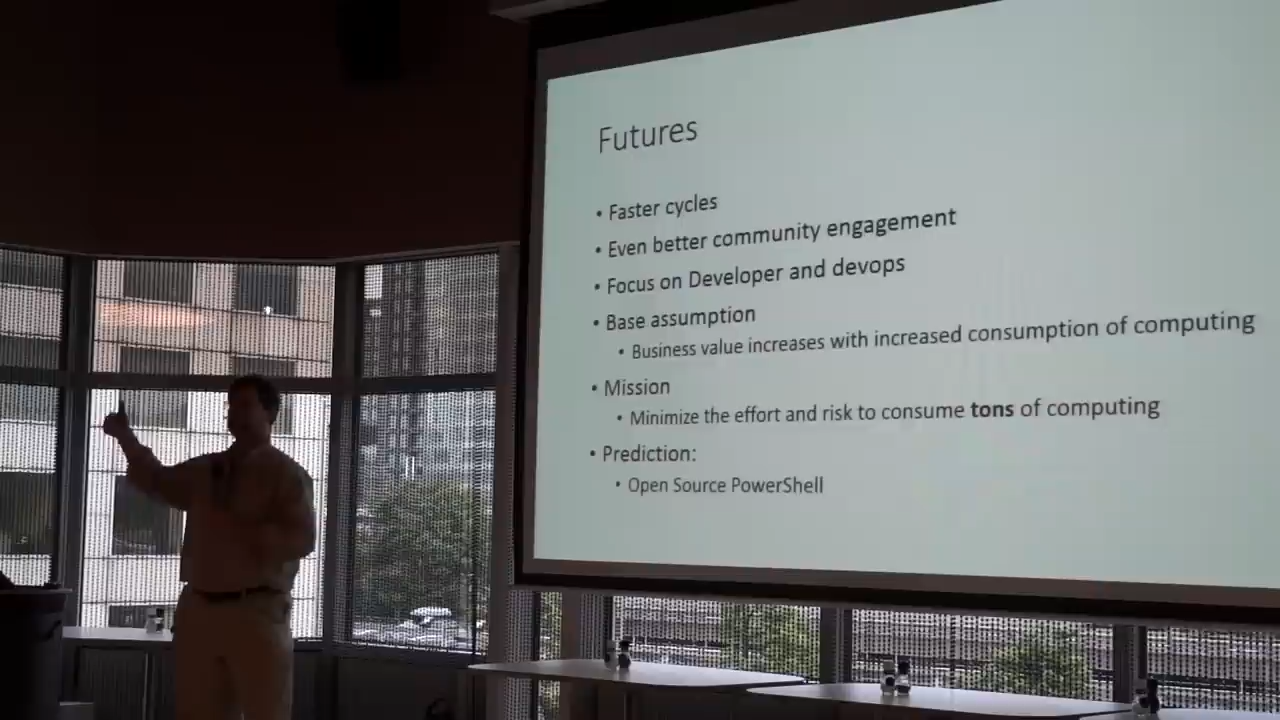 Futures
• Faster cycles
• Even better community engagement
• Focus on Developer and devops
• Base assumption
• Business value increases with increased consumption of computing
• Mission
• Minimize the effort and risk to consume tons of computing
• Prediction:
• Open Source PowerShell